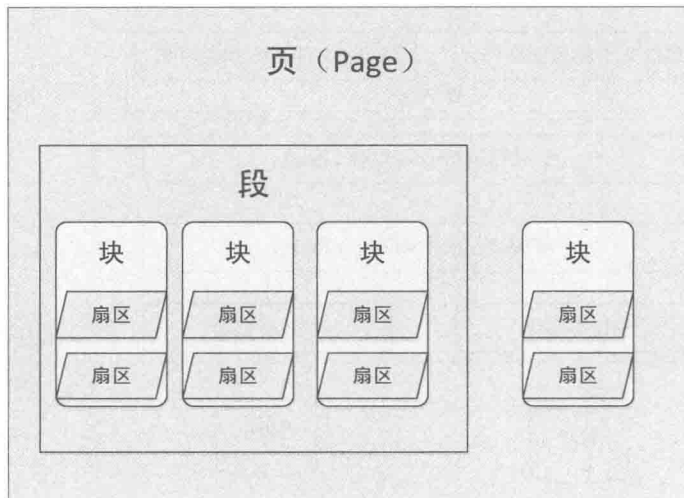 页（Page）
段
块 块 块 块
扇区 扇区 扇区 扇区
扇区 扇区 扇区 扇区